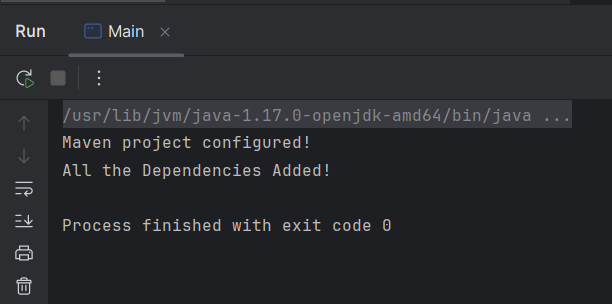 Run Main
/usr/lib/jvm/java-1.17.0-openjdk-amd64/bin/java ...
Maven project configured!
All the Dependencies Added!
Process finished with exit code 0